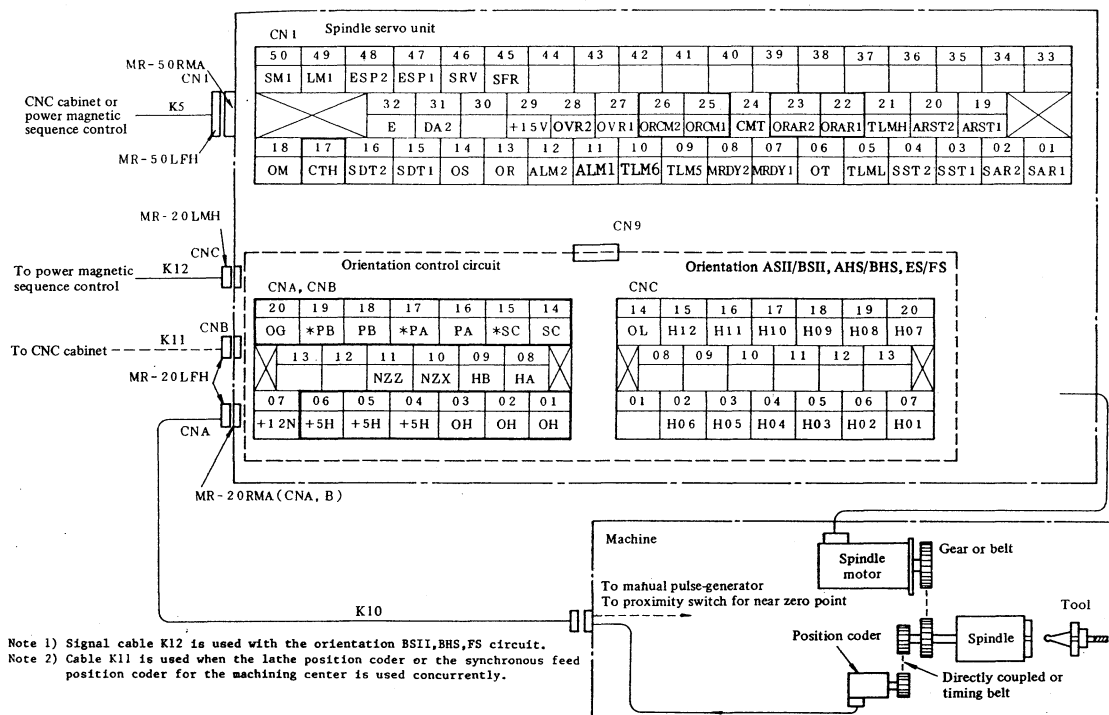 CN1 Spindle servo unit
50 49 48 47 46 45 44 43 42 41 40 39 38 37 36 35 34 33
SM1 LM1 ESP2 ESP1 SRV SFR
32 31 30 29 28 27 26 25 24 23 22 21 20 19
E DA2 +15V OVR2 OVR1 ORCM2 ORCM1 CMT ORAR2 ORAR1 TLMH ARST2 ARST1
18 17 16 15 14 13 12 11 10 09 08 07 06 05 04 03 02 01
OM CTH SDT2 SDT1 OS OR ALM2 ALM1 TLM6 TLM5 MRDY2 MRDY1 OT TLML SST2 SST1 SAR2 SAR1
MR-50RMA
CN1
CNC cabinet or
power magnetic
sequence control
K5
MR-50LFH
MR-20LMH
CNC
To power magnetic
sequence control
K12
CNB
To CNC cabinet
K11
MR-20LFH
CNA
MR-20RMA(CNA, B)
CN9
Orientation control circuit
Orientation ASII/BSII, AHS/BHS, ES/FS
CNA, CNB
20 19 18 17 16 15 14
OG *PB PB *PA PA *SC SC
13 12 11 10 09 08
NZZ NZX HB HA
07 06 05 04 03 02 01
+12N +5H +5H +5H OH OH OH
CNC
14 15 16 17 18 19 20
OL H12 H11 H10 H09 H08 H07
08 09 10 11 12 13
01 02 03 04 05 06 07
H06 H05 H04 H03 H02 H01
Machine
To manual pulse-generator
To proximity switch for near zero point
K10
Spindle
motor
Gear or belt
Tool
Position coder
Spindle
Directly coupled or
timing belt
Note 1) Signal cable K12 is used with the orientation BSII,BHS,FS circuit.
Note 2) Cable K11 is used when the lathe position coder or the synchronous feed
position coder for the machining center is used concurrently.